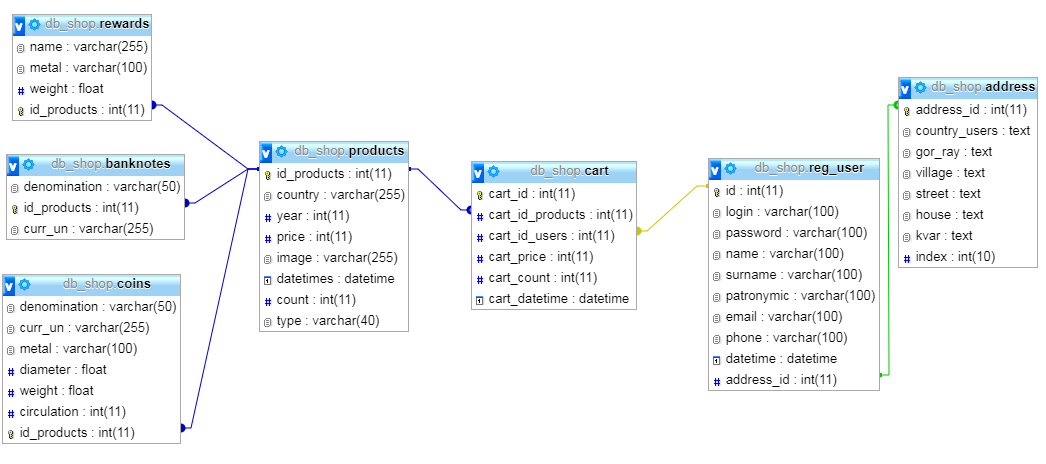 db_shop.rewards
name : varchar(255)
metal : varchar(100)
weight : float
id_products : int(11)
db_shop.banknotes
denomination : varchar(50)
id_products : int(11)
curr_un : varchar(255)
db_shop.coins
denomination : varchar(50)
curr_un : varchar(255)
metal : varchar(100)
diameter : float
weight : float
circulation : int(11)
id_products : int(11)
db_shop.products
id_products : int(11)
country : varchar(255)
year : int(11)
price : int(11)
image : varchar(255)
datetimes : datetime
count : int(11)
type : varchar(40)
db_shop.cart
cart_id : int(11)
cart_id_products : int(11)
cart_id_users : int(11)
cart_price : int(11)
cart_count : int(11)
cart_datetime : datetime
db_shop.reg_user
id : int(11)
login : varchar(100)
password : varchar(100)
name : varchar(100)
surname : varchar(100)
patronymic : varchar(100)
email : varchar(100)
phone : varchar(100)
datetime : datetime
address_id : int(11)
db_shop.address
address_id : int(11)
country_users : text
gor_ray : text
village : text
street : text
house : text
kvar : text
index : int(10)